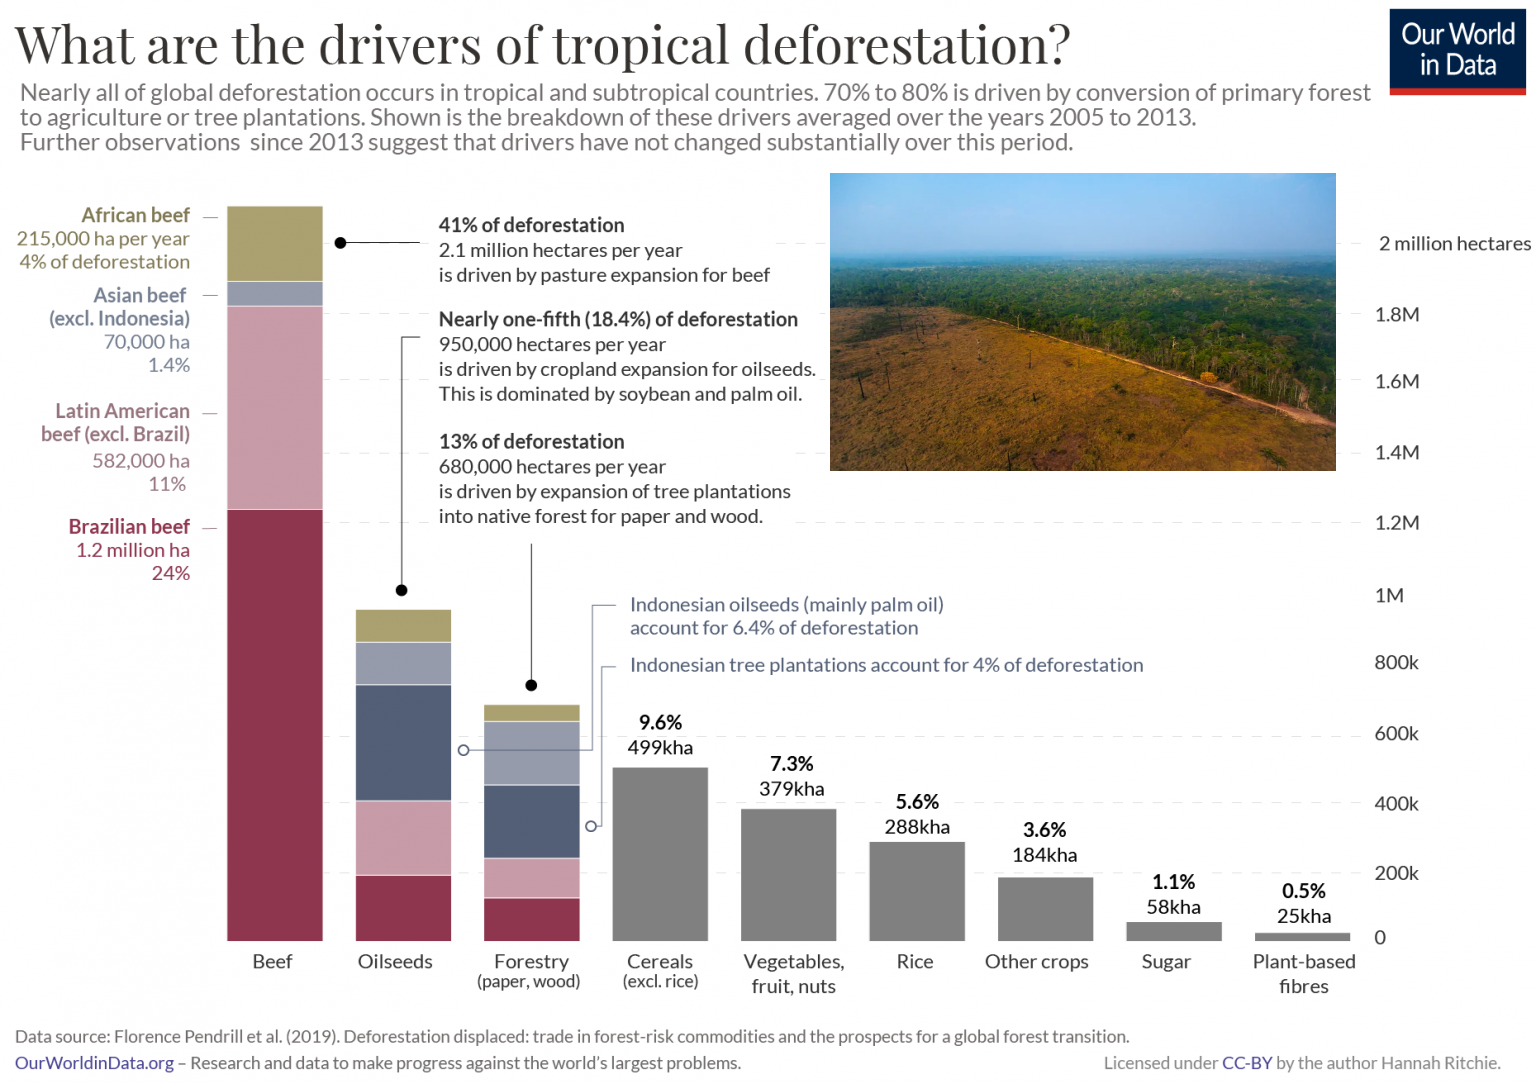 What are the drivers of tropical deforestation?
Our World
in Data
Nearly all of global deforestation occurs in tropical and subtropical countries. 70% to 80% is driven by conversion of primary forest
to agriculture or tree plantations. Shown is the breakdown of these drivers averaged over the years 2005 to 2013.
Further observations since 2013 suggest that drivers have not changed substantially over this period.
African beef
215,000 ha per year
4% of deforestation
Asian beef
(excl. Indonesia)
70,000 ha
1.4%
Latin American
beef (excl. Brazil)
582,000 ha
11%
Brazilian beef
1.2 million ha
24%
41% of deforestation
2.1 million hectares per year
is driven by pasture expansion for beef
Nearly one-fifth (18.4%) of deforestation
950,000 hectares per year
is driven by cropland expansion for oilseeds.
This is dominated by soybean and palm oil.
13% of deforestation
680,000 hectares per year
is driven by expansion of tree plantations
into native forest for paper and wood.
Indonesian oilseeds (mainly palm oil)
account for 6.4% of deforestation
Indonesian tree plantations account for 4% of deforestation
2 million hectares
1.8M
1.6M
1.4M
1.2M
1M
800k
600k
400k
200k
0
9.6%
499kha
7.3%
379kha
5.6%
288kha
3.6%
184kha
1.1%
58kha
0.5%
25kha
Beef
Oilseeds
Forestry
(paper, wood)
Cereals
(excl. rice)
Vegetables,
fruit, nuts
Rice
Other crops
Sugar
Plant-based
fibres
Data source: Florence Pendrill et al. (2019). Deforestation displaced: trade in forest-risk commodities and the prospects for a global forest transition.
OurWorldinData.org – Research and data to make progress against the world's largest problems.
Licensed under CC-BY by the author Hannah Ritchie.